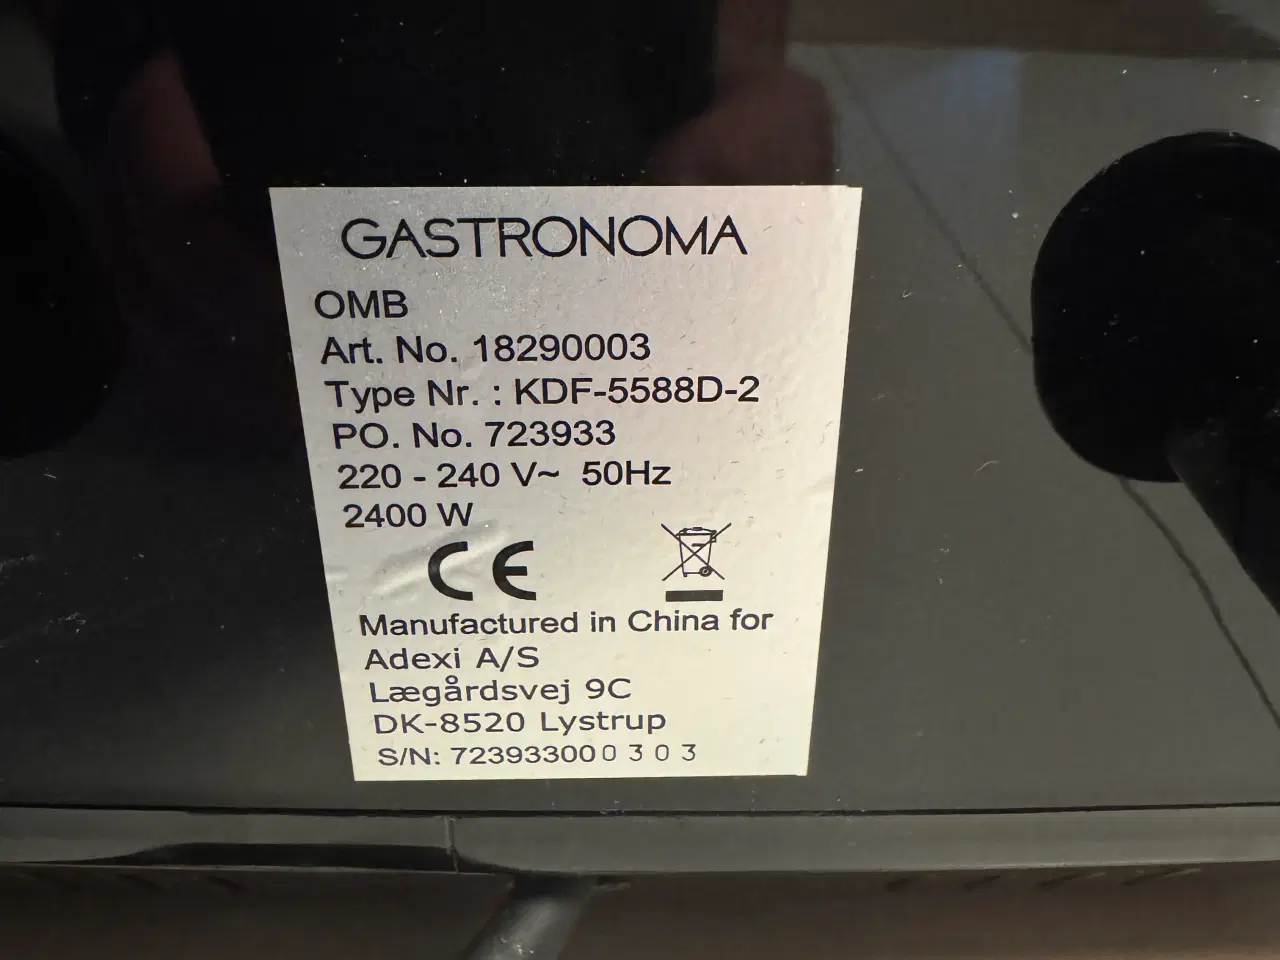 GASTRONOMA
OMB
Art. No. 18290003
Type Nr. : KDF-5588D-2
PO. No. 723933
220 - 240 V~ 50Hz
2400 W
CE
Manufactured in China for
Adexi A/S
Lægårdsvej 9C
DK-8520 Lystrup
S/N: 723933000303